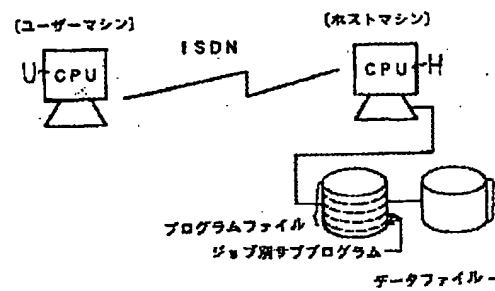 [ユーザーマシン]
[ホストマシン]
ISDN
U
CPU
CPU
H
プログラムファイル
ジョブ別サブプログラム
データファイル